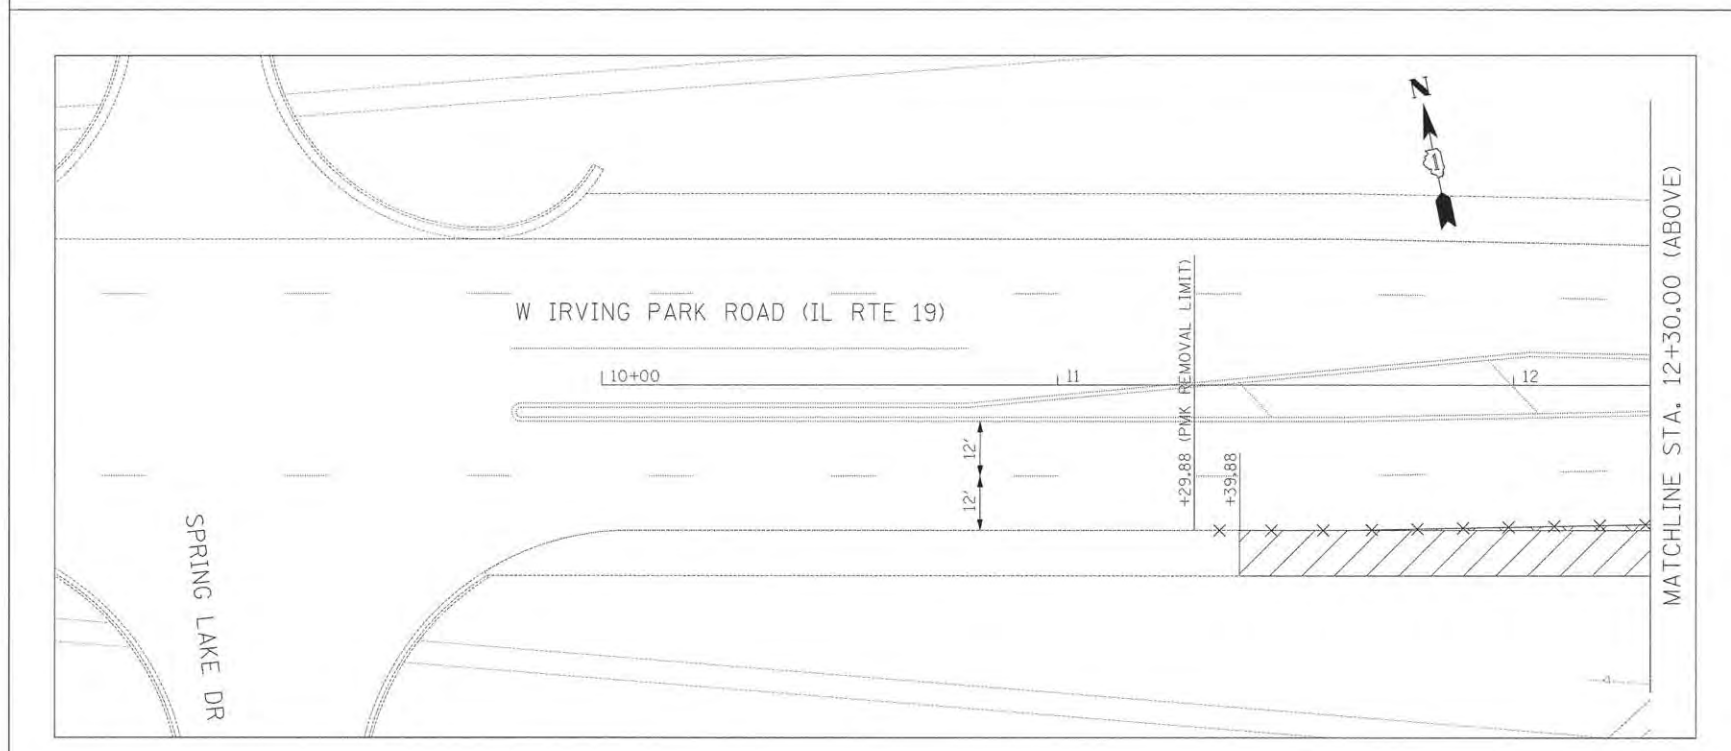 N
W IRVING PARK ROAD (IL RTE 19)
10+00
11
12
+29.88 (PMK REMOVAL LIMIT)
+39.88
12'
12'
SPRING LAKE DR
MATCHLINE STA. 12+30.00 (ABOVE)